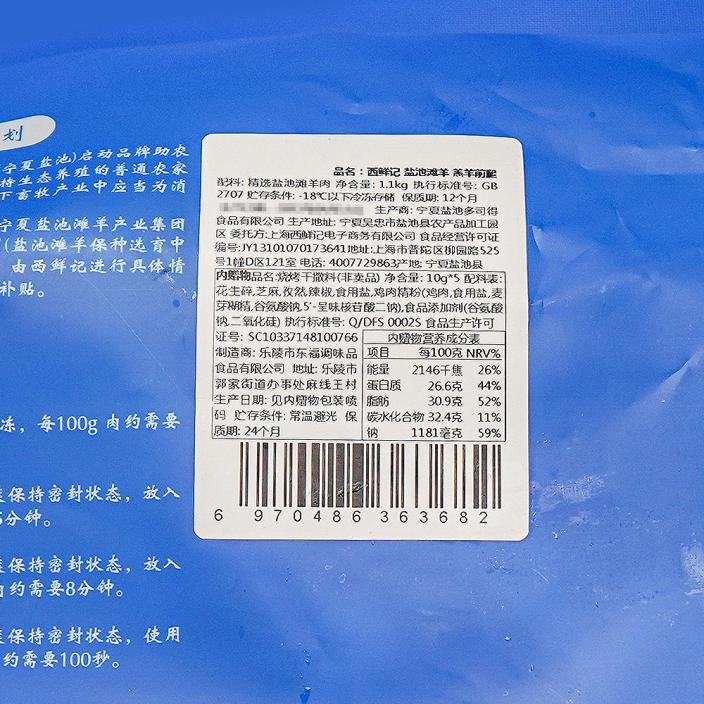 划
宁夏盐池)启动品牌助农
特生态养殖的普通农家
下畜牧产业中应当为消
宁夏盐池滩羊产业集团
(盐池滩羊保种选育中
由西鲜记进行具体情
补贴。
冻，每100g 肉约需要
保持密封状态，放入
5分钟。
保持密封状态，放入
约需要8分钟。
保持密封状态，使用
约需要100秒。
品名：西鲜记 盐池滩羊 羔羊前腿
配料: 精选盐池滩羊肉 净含量: 1.1kg 执行标准号: GB
2707 贮存条件: -18℃以下冷冻存储 保质期: 12个月
生产商: 宁夏盐池多可得
食品有限公司 生产地址: 宁夏吴忠市盐池县农产品加工园
区 委托方:上海西鲜记电子商务有限公司 食品经营许可证
编号:JY13101070173641地址:上海市普陀区柳园路525
号1幢D区121室 电话: 4007729863产地: 宁夏盐池县
内赠物品名:烧烤干撒料(非卖品) 净含量: 10g*5 配料表:
花生碎,芝麻,孜然,辣椒,食用盐,鸡肉精粉(鸡肉,食用盐,麦
芽糊精,谷氨酸钠,5'-呈味核苷酸二钠),食品添加剂(谷氨酸
钠,二氧化硅) 执行标准号: Q/DFS 0002S 食品生产许可
证号: SC10337148100766
制造商: 乐陵市东福调味品
食品有限公司 地址: 乐陵市
郭家街道办事处麻线王村
生产日期: 见内赠物包装喷
码 贮存条件: 常温避光 保
质期: 24个月
内赠物营养成分表
项目 每100克 NRV%
能量 2146千焦 26%
蛋白质 26.6克 44%
脂肪 30.9克 52%
碳水化合物 32.4克 11%
钠 1181毫克 59%
6 970486 363682